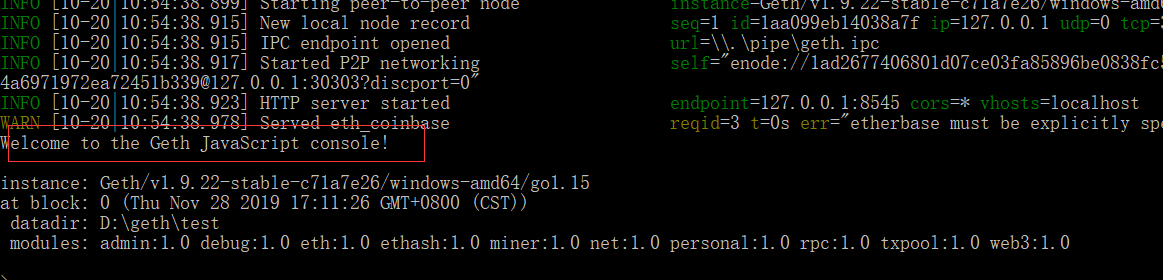 INFO [10-20|10:54:38.899] Starting peer-to-peer node instance=Geth/v1.9.22-stable-c71a7e26/windows-amd
INFO [10-20|10:54:38.915] New local node record seq=1 id=1aa099eb14038a7f ip=127.0.0.1 udp=0 tcp=
INFO [10-20|10:54:38.915] IPC endpoint opened url=\\.\pipe\geth.ipc
INFO [10-20|10:54:38.917] Started P2P networking self="enode://1ad2677406801d07ce03fa85896be0838fc
4a6971972ea72451b339@127.0.0.1:30303?discport=0"
INFO [10-20|10:54:38.923] HTTP server started endpoint=127.0.0.1:8545 cors=* vhosts=localhost
WARN [10-20|10:54:38.978] Served eth_coinbase reqid=3 t=0s err="etherbase must be explicitly spe
Welcome to the Geth JavaScript console!
instance: Geth/v1.9.22-stable-c71a7e26/windows-amd64/go1.15
at block: 0 (Thu Nov 28 2019 17:11:26 GMT+0800 (CST))
datadir: D:\geth\test
modules: admin:1.0 debug:1.0 eth:1.0 ethash:1.0 miner:1.0 net:1.0 personal:1.0 rpc:1.0 txpool:1.0 web3:1.0